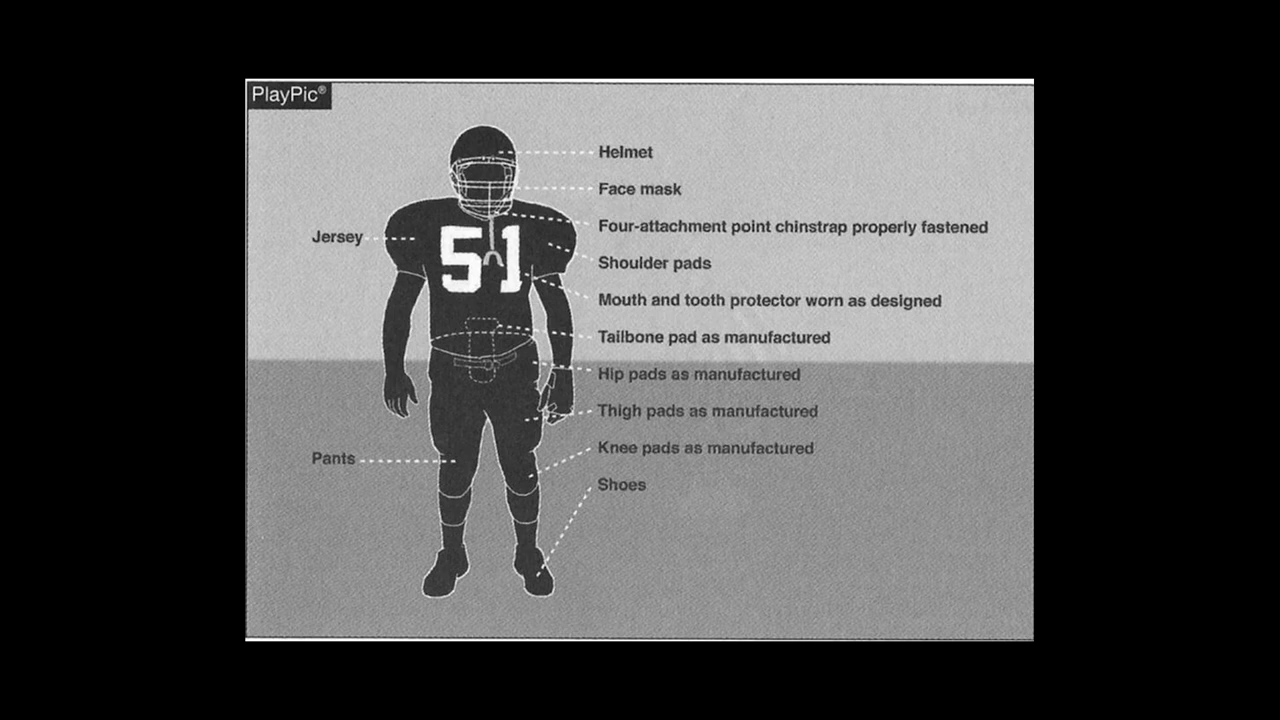 PlayPic®
Helmet
Face mask
Four-attachment point chinstrap properly fastened
Jersey
51
Shoulder pads
Mouth and tooth protector worn as designed
Tailbone pad as manufactured
Hip pads as manufactured
Thigh pads as manufactured
Knee pads as manufactured
Pants
Shoes